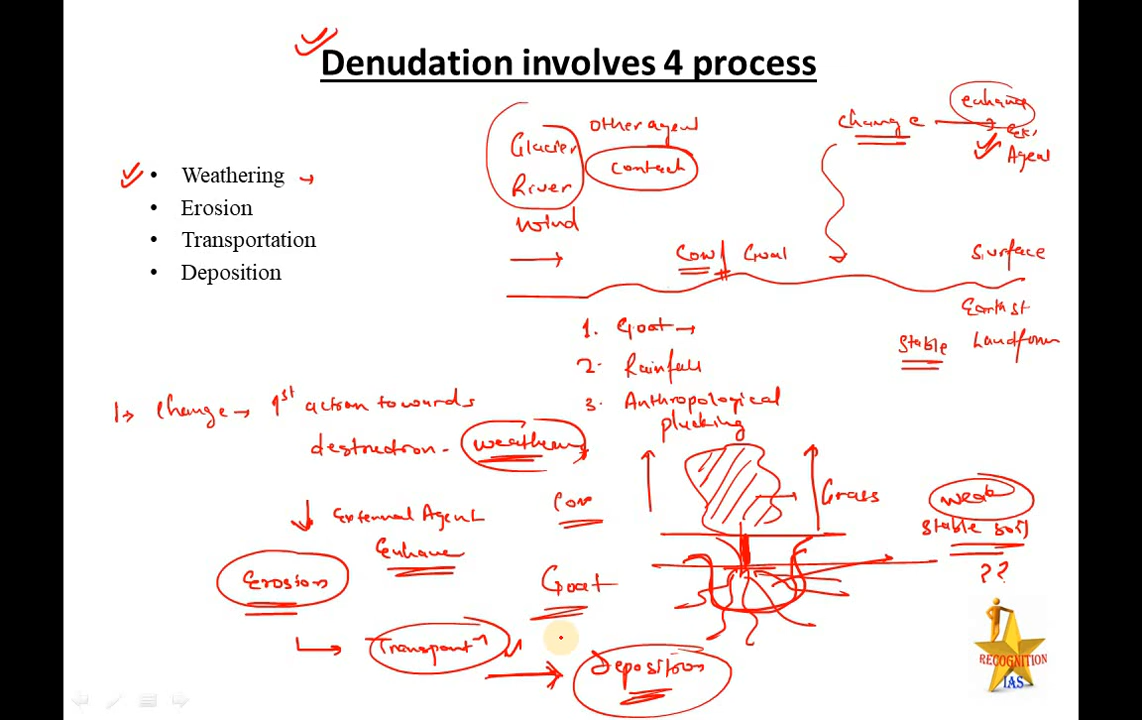 Denudation involves 4 process
• Weathering →
• Erosion
• Transportation
• Deposition
Glacier
River
Wind
other agent
contach
change →
enhance
Agent
Cow / Goat
Surface
Earth st
Landform
Stable
1. Goat →
2. Rainfall
3. Anthropological
plucking
1→ Change → 1st action towards
destruction - weathering
↓ External Agent
Enhance
Erosion
Transportn
Deposition
Cow
Goat
Grass
weak
Stable soil
??
RECOGNITION
IAS